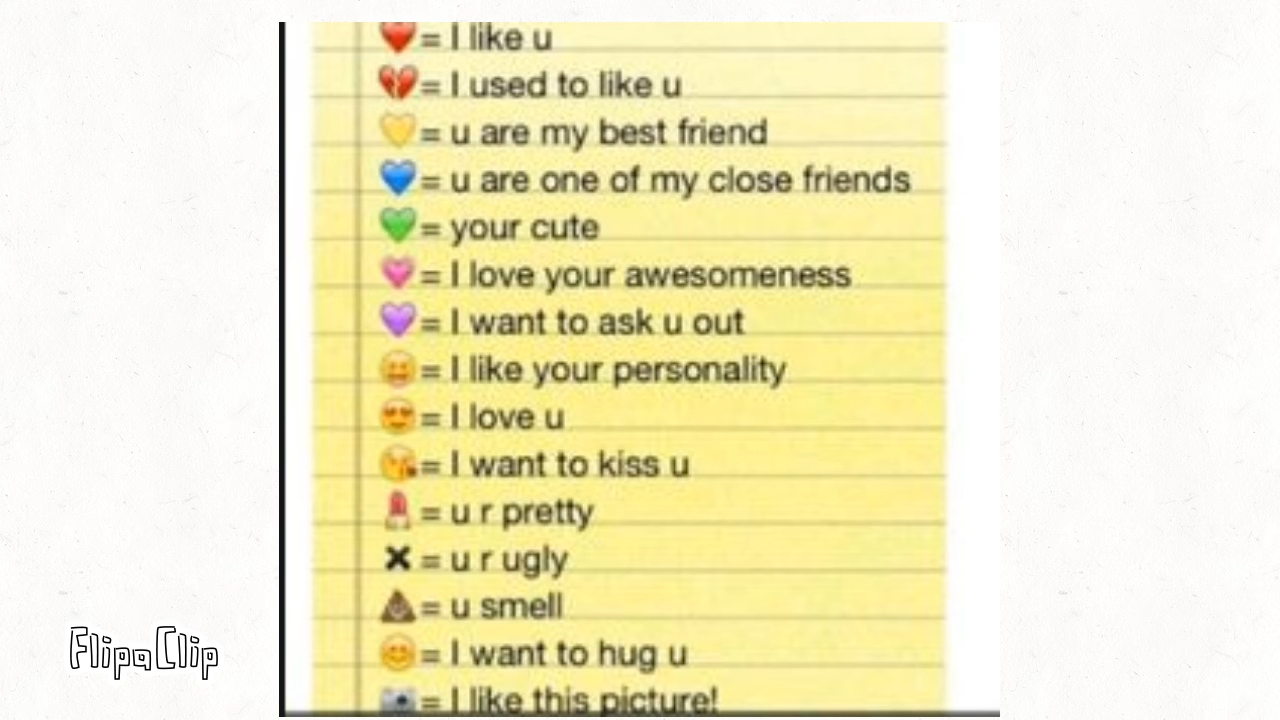 ❤️= I like u
💔= I used to like u
💛= u are my best friend
💙= u are one of my close friends
💚= your cute
💗= I love your awesomeness
💜= I want to ask u out
😝= I like your personality
😍= I love u
😘= I want to kiss u
💄= u r pretty
✖= u r ugly
💩= u smell
😊= I want to hug u
📷= I like this picture!
FlipaClip